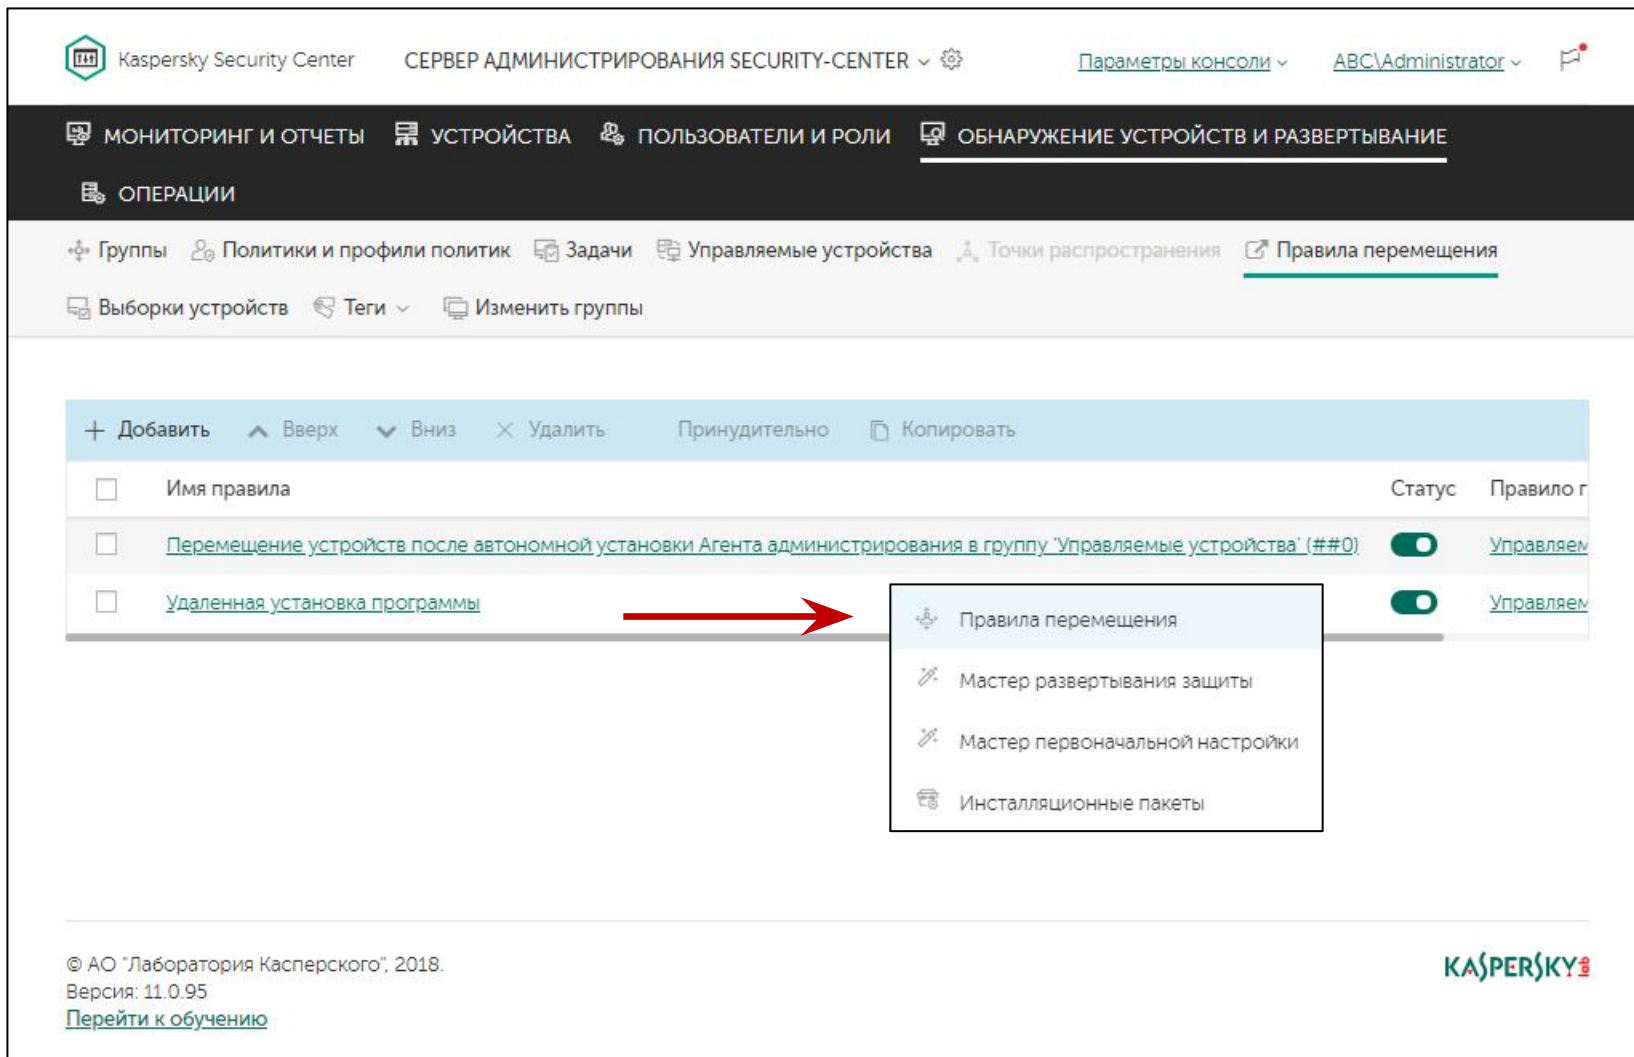 Kaspersky Security Center СЕРВЕР АДМИНИСТРИРОВАНИЯ SECURITY-CENTER Параметры консоли ABC\Administrator
МОНИТОРИНГ И ОТЧЕТЫ УСТРОЙСТВА ПОЛЬЗОВАТЕЛИ И РОЛИ ОБНАРУЖЕНИЕ УСТРОЙСТВ И РАЗВЕРТЫВАНИЕ
ОПЕРАЦИИ
Группы Политики и профили политик Задачи Управляемые устройства Точки распространения Правила перемещения
Выборки устройств Теги Изменить группы
Добавить Вверх Вниз Удалить Принудительно Копировать
Имя правила Статус Правило г
Перемещение устройств после автономной установки Агента администрирования в группу 'Управляемые устройства' (##0) Управляем
Удаленная установка программы Управляем
Правила перемещения
Мастер развертывания защиты
Мастер первоначальной настройки
Инсталляционные пакеты
© АО "Лаборатория Касперского", 2018.
Версия: 11.0.95
Перейти к обучению
KASPERSKY lab